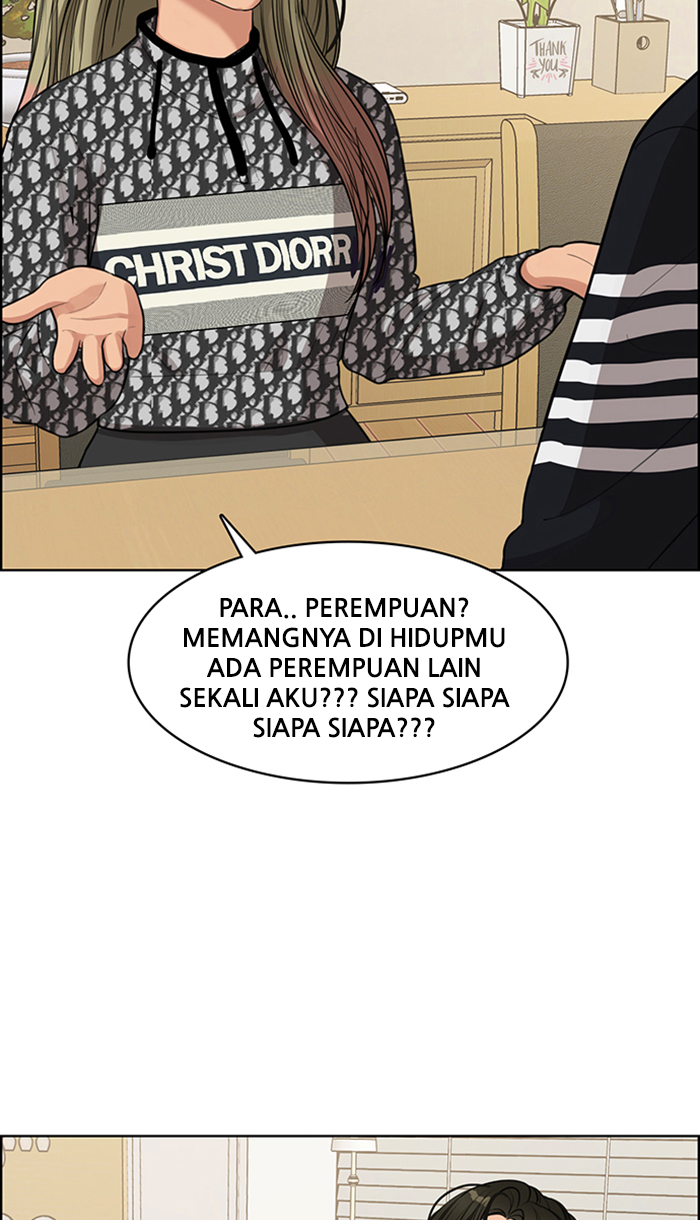 THANK
YOU
CHRIST DIORR
PARA.. PEREMPUAN?
MEMANGNYA DI HIDUPMU
ADA PEREMPUAN LAIN
SEKALI AKU??? SIAPA SIAPA
SIAPA SIAPA???